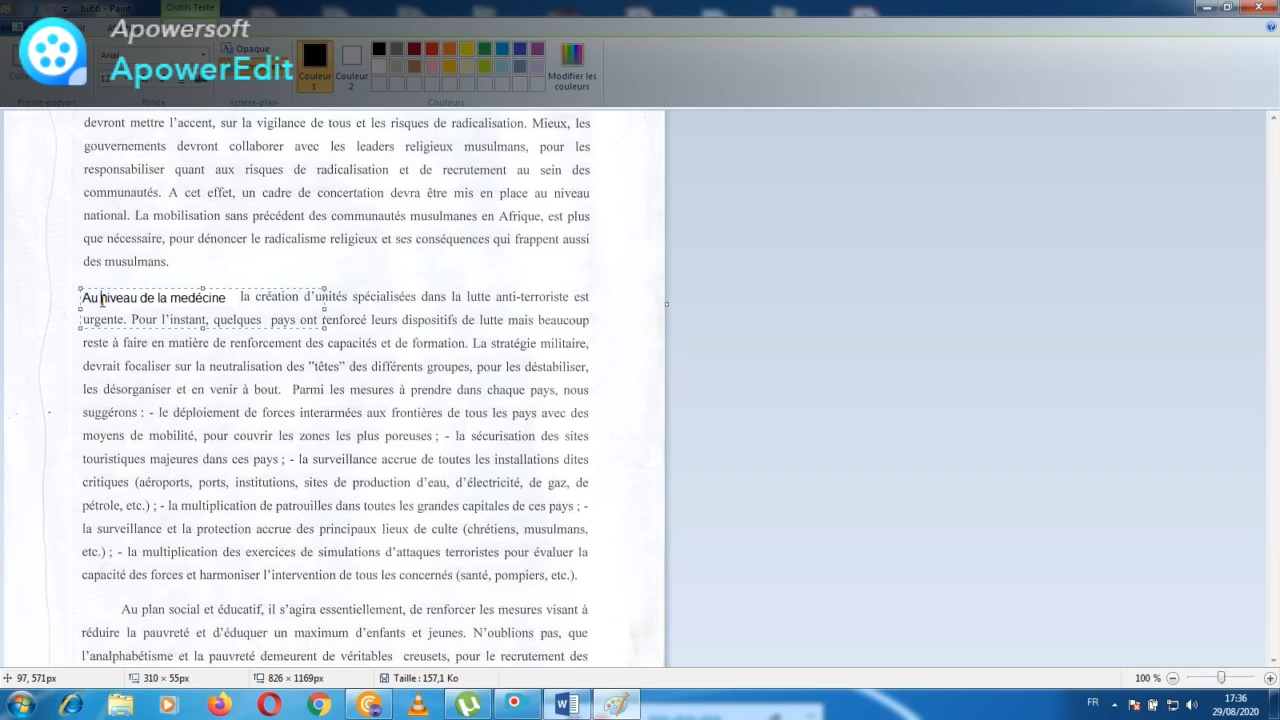 bil66 - Paint
Outils Texte
Apowersoft
ApowerEdit
Arial
Opaque
Couleur 1
Couleur 2
Modifier les couleurs
Presse-papiers
Police
Arrière-plan
Couleurs
devront mettre l’accent, sur la vigilance de tous et les risques de radicalisation. Mieux, les
gouvernements devront collaborer avec les leaders religieux musulmans, pour les
responsabiliser quant aux risques de radicalisation et de recrutement au sein des
communautés. A cet effet, un cadre de concertation devra être mis en place au niveau
national. La mobilisation sans précédent des communautés musulmanes en Afrique, est plus
que nécessaire, pour dénoncer le radicalisme religieux et ses conséquences qui frappent aussi
des musulmans.
Au niveau de la medécine la création d’unités spécialisées dans la lutte anti-terroriste est
urgente. Pour l’instant, quelques pays ont renforcé leurs dispositifs de lutte mais beaucoup
reste à faire en matière de renforcement des capacités et de formation. La stratégie militaire,
devrait focaliser sur la neutralisation des "têtes" des différents groupes, pour les déstabiliser,
les désorganiser et en venir à bout. Parmi les mesures à prendre dans chaque pays, nous
suggérons : - le déploiement de forces interarmées aux frontières de tous les pays avec des
moyens de mobilité, pour couvrir les zones les plus poreuses ; - la sécurisation des sites
touristiques majeures dans ces pays ; - la surveillance accrue de toutes les installations dites
critiques (aéroports, ports, institutions, sites de production d’eau, d’électricité, de gaz, de
pétrole, etc.) ; - la multiplication de patrouilles dans toutes les grandes capitales de ces pays ; -
la surveillance et la protection accrue des principaux lieux de culte (chrétiens, musulmans,
etc.) ; - la multiplication des exercices de simulations d’attaques terroristes pour évaluer la
capacité des forces et harmoniser l’intervention de tous les concernés (santé, pompiers, etc.).
Au plan social et éducatif, il s’agira essentiellement, de renforcer les mesures visant à
réduire la pauvreté et d’éduquer un maximum d’enfants et jeunes. N’oublions pas, que
l’analphabétisme et la pauvreté demeurent de véritables creusets, pour le recrutement des
97, 571px
310 × 55px
826 × 1169px
Taille : 157,1 Ko
100 %
FR
17:36
29/08/2020